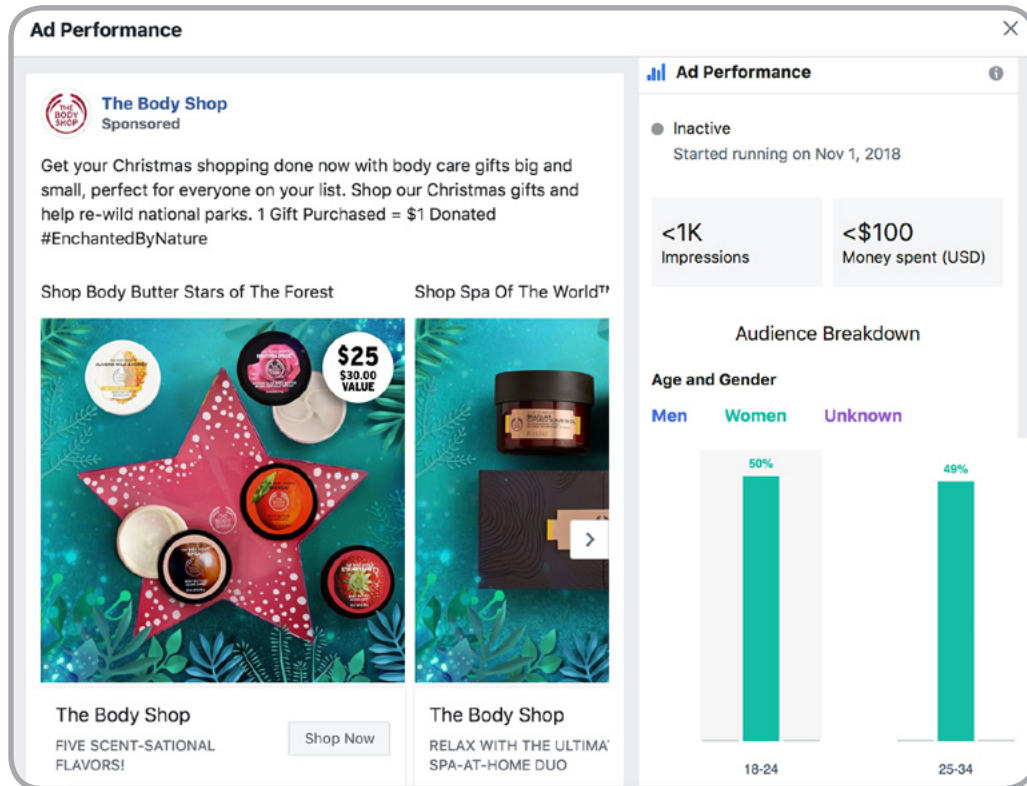 Ad Performance
The Body Shop
Sponsored
Get your Christmas shopping done now with body care gifts big and
small, perfect for everyone on your list. Shop our Christmas gifts and
help re-wild national parks. 1 Gift Purchased = $1 Donated
#EnchantedByNature
Shop Body Butter Stars of The Forest
THE
BODY
SHOP
$25
$30.00
VALUE
The Body Shop
FIVE SCENT-SATIONAL
FLAVORS!
Shop Now
Shop Spa Of The World™
The Body Shop
RELAX WITH THE ULTIMA
SPA-AT-HOME DUO
Ad Performance
Inactive
Started running on Nov 1, 2018
<1K
Impressions
<$100
Money spent (USD)
Audience Breakdown
Age and Gender
Men Women Unknown
50%
49%
18-24
25-34